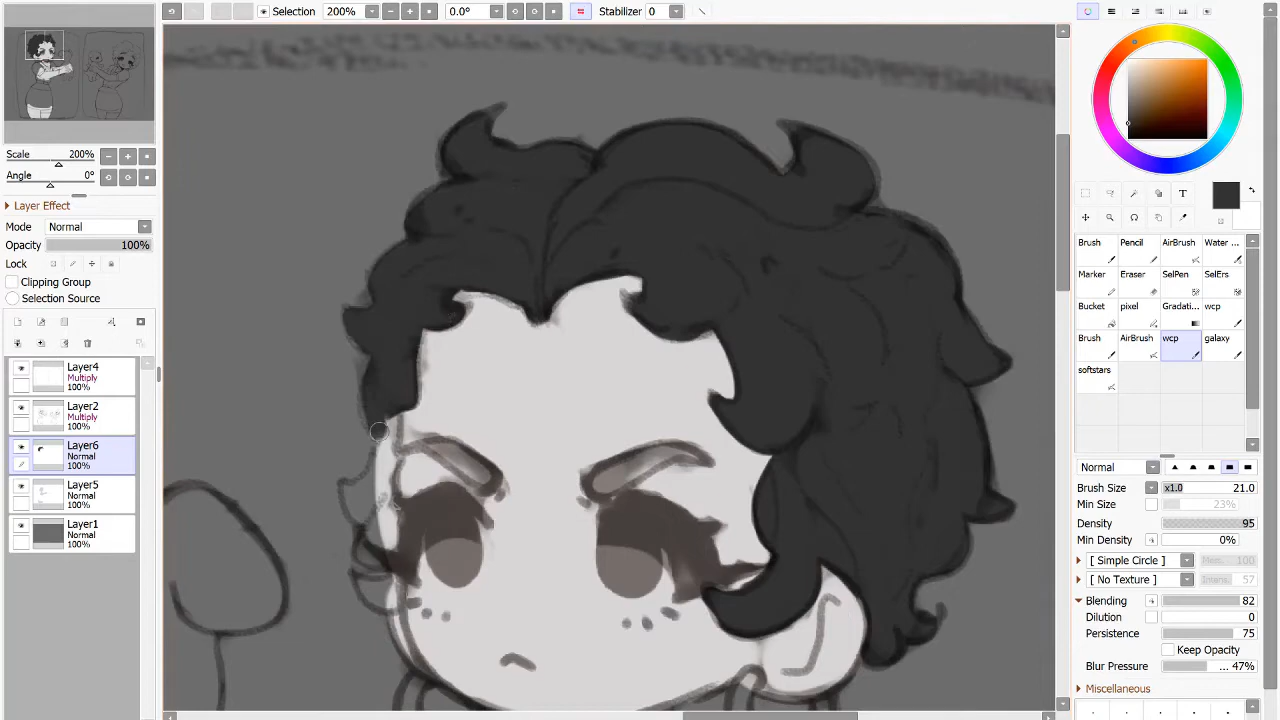 Selection 200% 0.0° Stabilizer 0
Scale 200%
Angle 0°
Layer Effect
Mode Normal
Opacity 100%
Lock
Clipping Group
Selection Source
Layer4
Multiply
100%
Layer2
Multiply
100%
Layer6
Normal
100%
Layer5
Normal
100%
Layer1
Normal
100%
T
Brush Pencil AirBrush Water ...
Marker Eraser SelPen SelErs
Bucket pixel Gradati... wcp
Brush AirBrush wcp galaxy
softstars
Normal
Brush Size x1.0 21.0
Min Size 23%
Density 95
Min Density 0%
[ Simple Circle ] 100
[ No Texture ] 57
Blending 82
Dilution 0
Persistence 75
Keep Opacity
Blur Pressure ... 47%
Miscellaneous